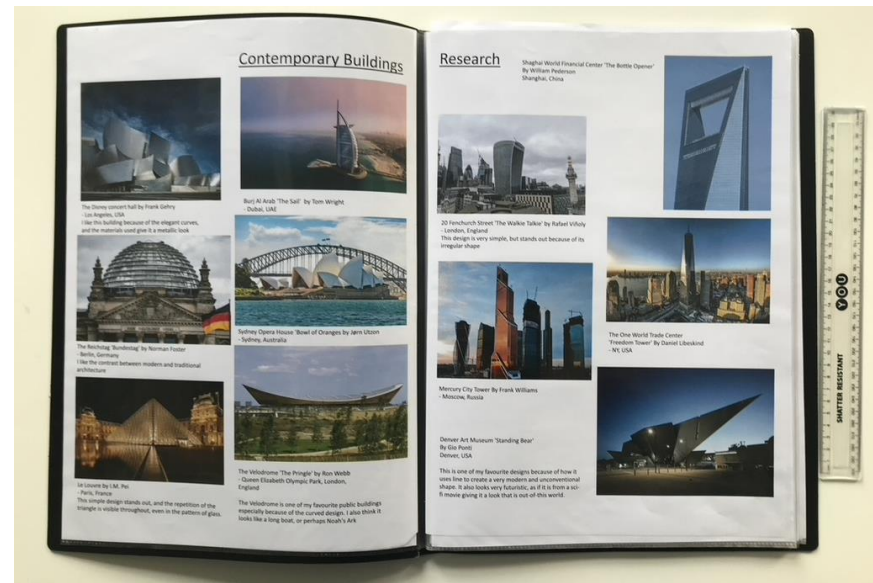 Contemporary Buildings
The Disney concert hall by Frank Gehry
- Los Angeles, USA
I like this building because of the elegant curves,
and the materials used give it a metallic look
Burj Al Arab 'The Sail' by Tom Wright
- Dubai, UAE
The Reichstag 'Bundestag' by Norman Foster
- Berlin, Germany
I like the contrast between modern and traditional
architecture
Sydney Opera House 'Bowl of Oranges by Jørn Utzon
- Sydney, Australia
Le Louvre by I.M. Pei
- Paris, France
This simple design stands out, and the repetition of the
triangle is visible throughout, even in the pattern of glass.
The Velodrome 'The Pringle' by Ron Webb
- Queen Elizabeth Olympic Park, London,
England
The Velodrome is one of my favourite public buildings
especially because of the curved design. I also think it
looks like a long boat, or perhaps Noah's Ark
Research
Shaghai World Financial Center 'The Bottle Opener'
By William Pederson
Shanghai, China
20 Fenchurch Street 'The Walkie Talkie' by Rafael Viñoly
- London, England
This design is very simple, but stands out because of its
irregular shape
The One World Trade Center
'Freedom Tower' By Daniel Libeskind
- NY, USA
Mercury City Tower By Frank Williams
- Moscow, Russia
Denver Art Museum 'Standing Bear'
By Gio Ponti
Denver, USA
This is one of my favourite designs because of how it
uses line to create a very modern and unconventional
shape. It also looks very futuristic, as if it is from a sci-
fi movie giving it a look that is out-of-this world.
YOU
SHATTER RESISTANT